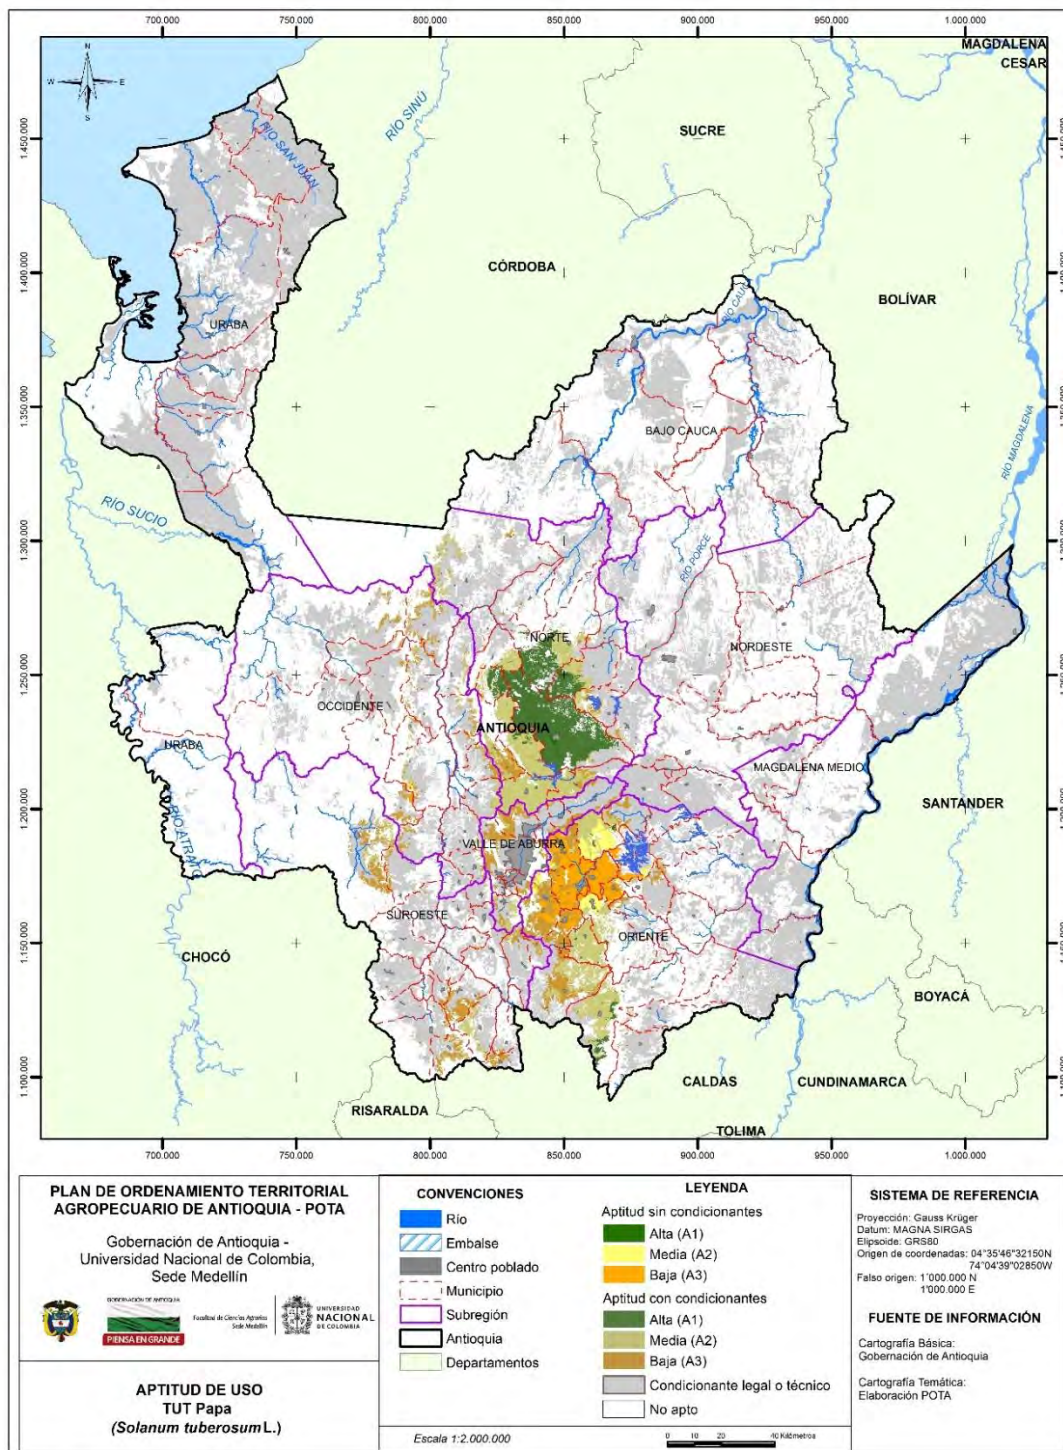 700.000 750.000 800.000 850.000 900.000 950.000 1.000.000
MAGDALENA
CESAR
N
W E
S
RÍO SINÚ
SUCRE
1.450.000
RÍO SAN JUAN
CÓRDOBA
1.400.000
BOLÍVAR
RÍO CAUCA
URABA
1.350.000
BAJO CAUCA
RÍO MAGDALENA
RÍO SUCIO
1.300.000
RÍO PORCE
NORTE
NORDESTE
1.250.000
OCCIDENTE
ANTIOQUIA
URABA
MAGDALENA MEDIO
1.200.000
SANTANDER
RÍO ATRATO
VALLE DE ABURRA
SUROESTE
ORIENTE
1.150.000
CHOCÓ
BOYACÁ
1.100.000
CALDAS
CUNDINAMARCA
RISARALDA
TOLIMA
700.000 750.000 800.000 850.000 900.000 950.000 1.000.000
PLAN DE ORDENAMIENTO TERRITORIAL
AGROPECUARIO DE ANTIOQUIA - POTA
Gobernación de Antioquia -
Universidad Nacional de Colombia,
Sede Medellín
GOBERNACIÓN DE ANTIOQUIA
PIENSA EN GRANDE
Facultad de Ciencias Agrarias
Sede Medellín
UNIVERSIDAD
NACIONAL
DE COLOMBIA
APTITUD DE USO
TUT Papa
(Solanum tuberosum L.)
CONVENCIONES
Río
Embalse
Centro poblado
Municipio
Subregión
Antioquia
Departamentos
LEYENDA
Aptitud sin condicionantes
Alta (A1)
Media (A2)
Baja (A3)
Aptitud con condicionantes
Alta (A1)
Media (A2)
Baja (A3)
Condicionante legal o técnico
No apto
Escala 1:2.000.000
0 10 20 40 Kilómetros
SISTEMA DE REFERENCIA
Proyección: Gauss Krüger
Datum: MAGNA SIRGAS
Elipsoide: GRS80
Origen de coordenadas: 04°35'46"32150N
74°04'39"02850W
Falso origen: 1'000.000 N
1'000.000 E
FUENTE DE INFORMACIÓN
Cartografía Básica:
Gobernación de Antioquia
Cartografía Temática:
Elaboración POTA